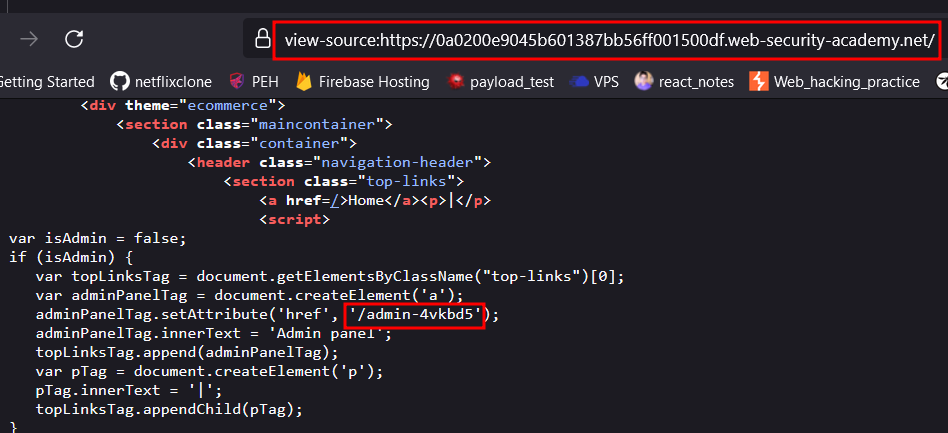 view-source:https://0a0200e9045b601387bb56ff001500df.web-security-academy.net/
Getting Started netflixclone PEH Firebase Hosting payload_test VPS react_notes Web_hacking_practice
<div theme="ecommerce">
<section class="maincontainer">
<div class="container">
<header class="navigation-header">
<section class="top-links">
<a href=/>Home</a><p>|</p>
<script>
var isAdmin = false;
if (isAdmin) {
var topLinksTag = document.getElementsByClassName("top-links")[0];
var adminPanelTag = document.createElement('a');
adminPanelTag.setAttribute('href', '/admin-4vkbd5');
adminPanelTag.innerText = 'Admin panel';
topLinksTag.append(adminPanelTag);
var pTag = document.createElement('p');
pTag.innerText = '|';
topLinksTag.appendChild(pTag);
}